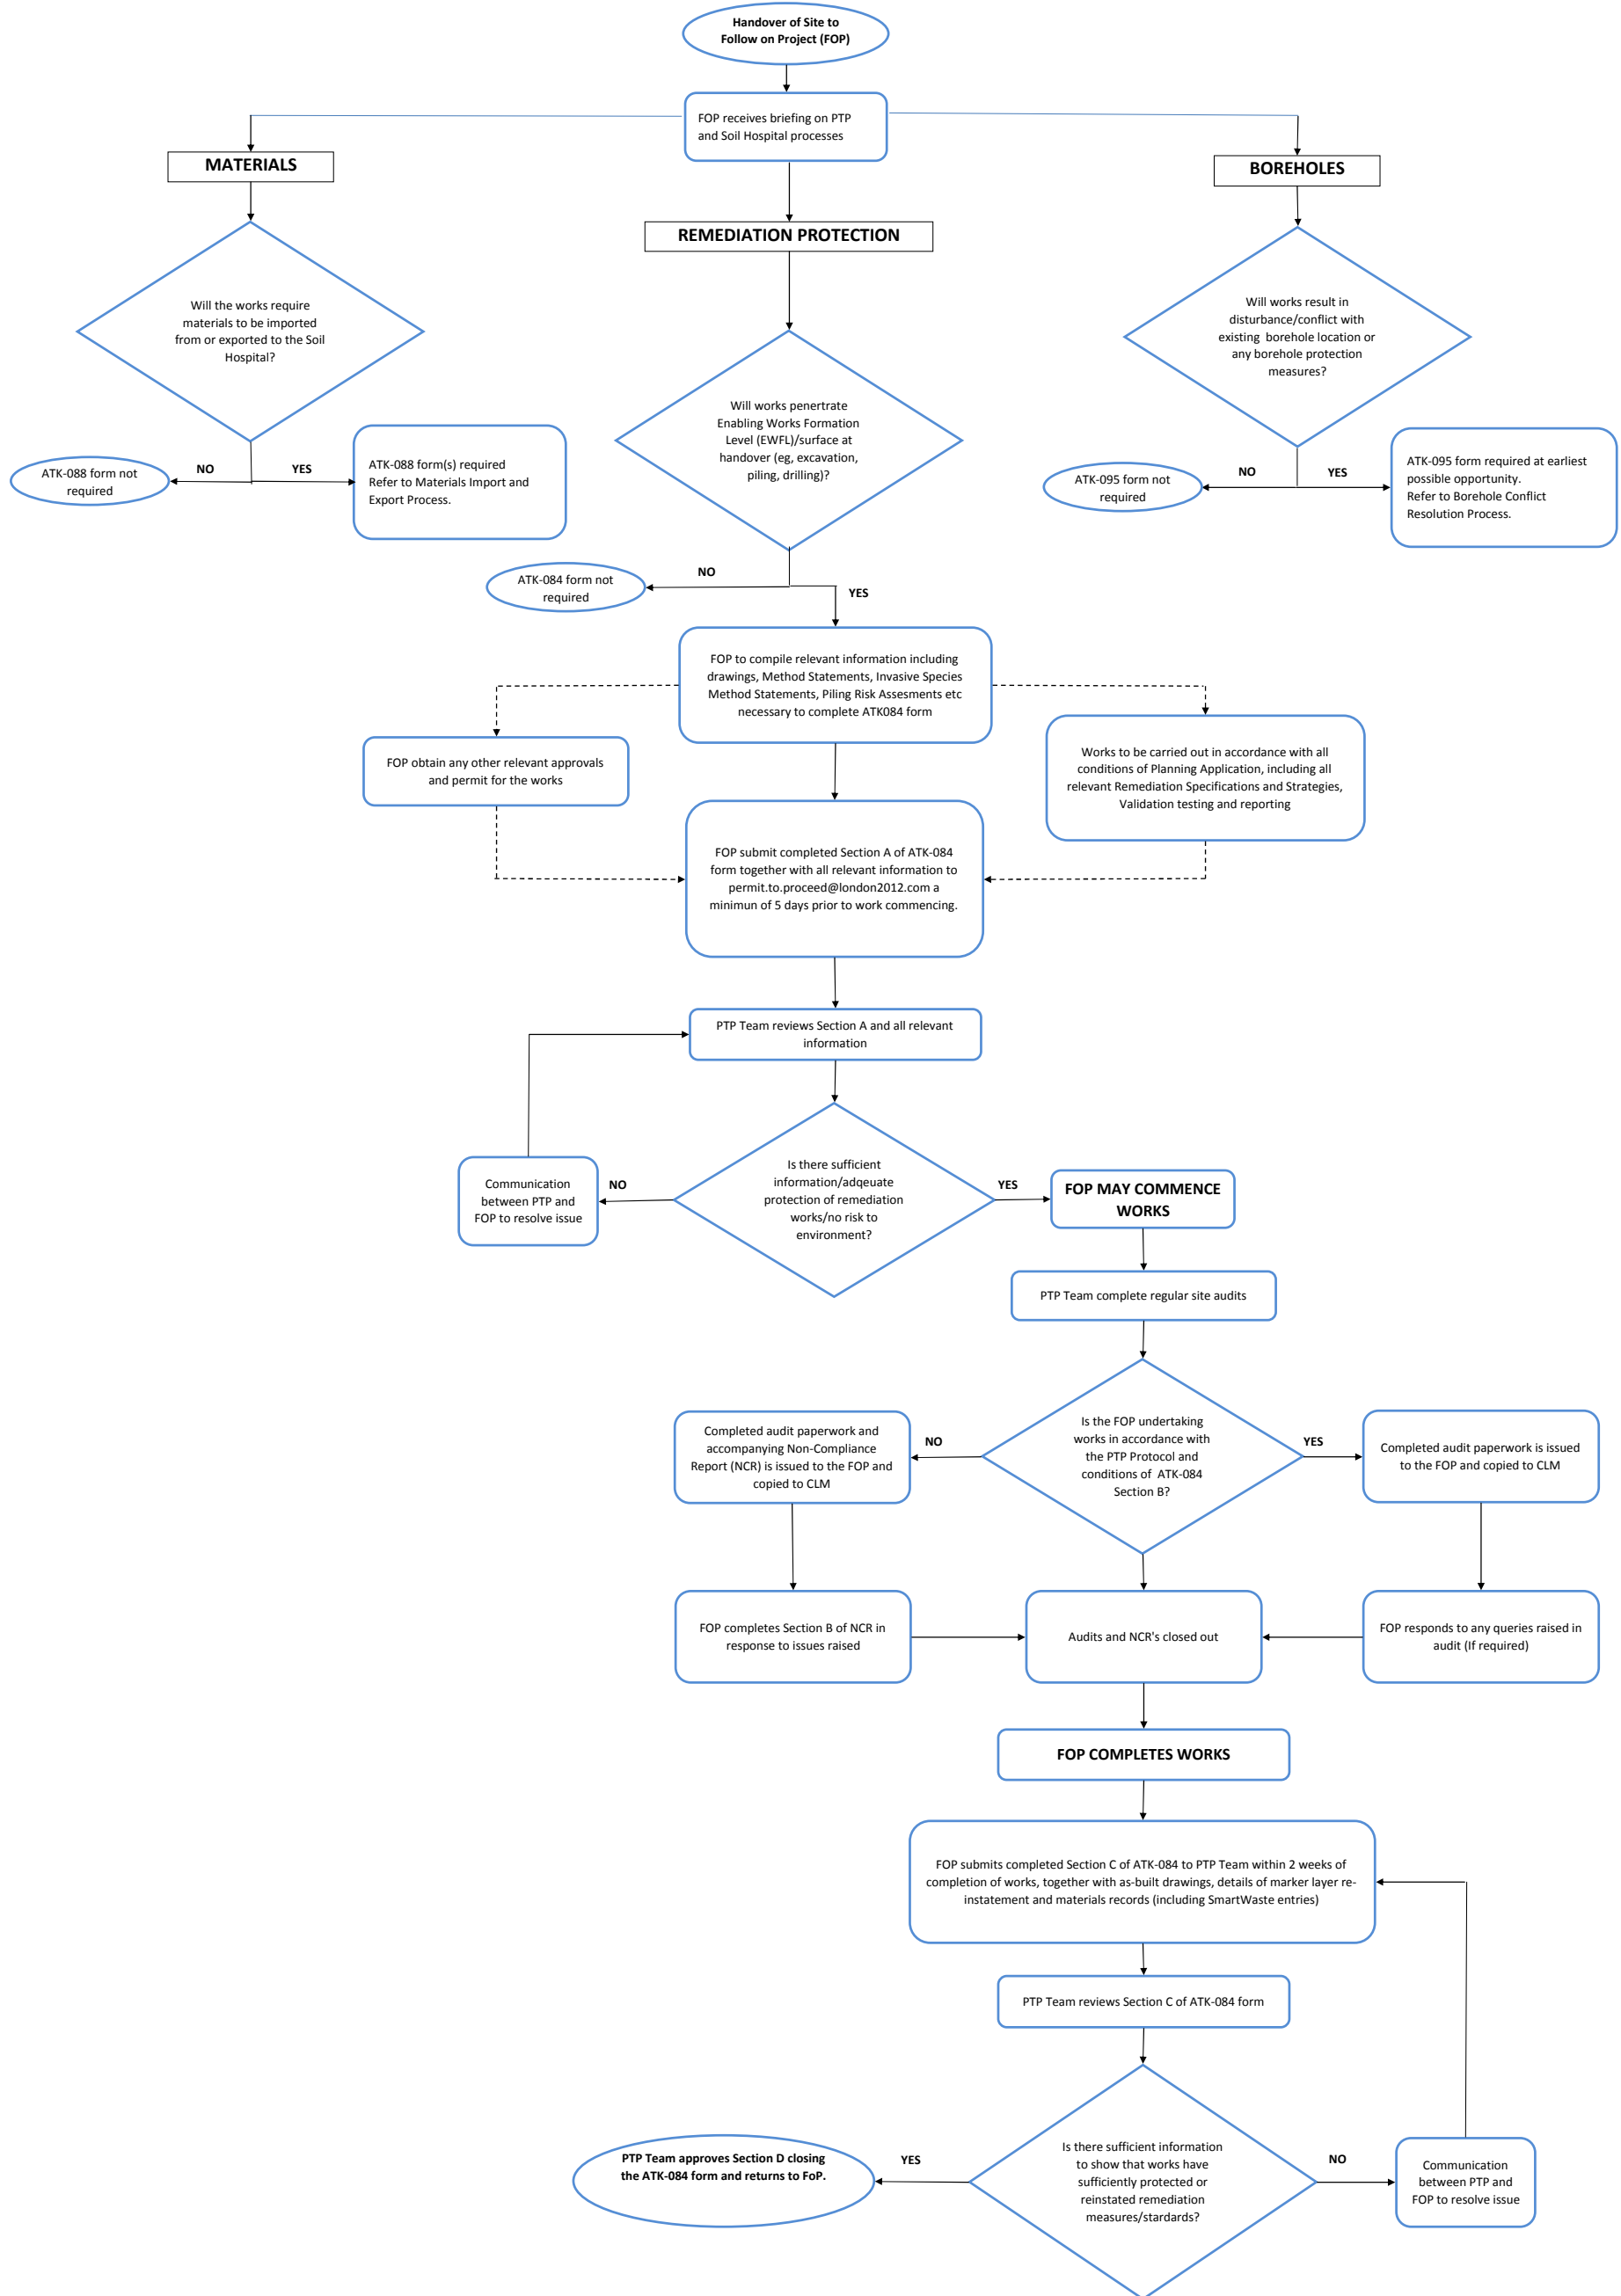 Handover of Site to
Follow on Project (FOP)
FOP receives briefing on PTP
and Soil Hospital processes
MATERIALS
BOREHOLES
REMEDIATION PROTECTION
Will the works require
materials to be imported
from or exported to the Soil
Hospital?
Will works result in
disturbance/conflict with
existing borehole location or
any borehole protection
measures?
Will works penertrate
Enabling Works Formation
Level (EWFL)/surface at
handover (eg, excavation,
piling, drilling)?
NO
YES
ATK-088 form not
required
ATK-088 form(s) required
Refer to Materials Import and
Export Process.
NO
YES
ATK-095 form not
required
ATK-095 form required at earliest
possible opportunity.
Refer to Borehole Conflict
Resolution Process.
NO
YES
ATK-084 form not
required
FOP to compile relevant information including
drawings, Method Statements, Invasive Species
Method Statements, Piling Risk Assesments etc
necessary to complete ATK084 form
FOP obtain any other relevant approvals
and permit for the works
Works to be carried out in accordance with all
conditions of Planning Application, including all
relevant Remediation Specifications and Strategies,
Validation testing and reporting
FOP submit completed Section A of ATK-084
form together with all relevant information to
permit.to.proceed@london2012.com a
minimun of 5 days prior to work commencing.
PTP Team reviews Section A and all relevant
information
Communication
between PTP and
FOP to resolve issue
NO
Is there sufficient
information/adqeuate
protection of remediation
works/no risk to
environment?
YES
FOP MAY COMMENCE
WORKS
PTP Team complete regular site audits
Completed audit paperwork and
accompanying Non-Compliance
Report (NCR) is issued to the FOP and
copied to CLM
NO
Is the FOP undertaking
works in accordance with
the PTP Protocol and
conditions of ATK-084
Section B?
YES
Completed audit paperwork is issued
to the FOP and copied to CLM
FOP completes Section B of NCR in
response to issues raised
Audits and NCR's closed out
FOP responds to any queries raised in
audit (If required)
FOP COMPLETES WORKS
FOP submits completed Section C of ATK-084 to PTP Team within 2 weeks of
completion of works, together with as-built drawings, details of marker layer re-
instatement and materials records (including SmartWaste entries)
PTP Team reviews Section C of ATK-084 form
PTP Team approves Section D closing
the ATK-084 form and returns to FoP.
YES
Is there sufficient information
to show that works have
sufficiently protected or
reinstated remediation
measures/stardards?
NO
Communication
between PTP and
FOP to resolve issue